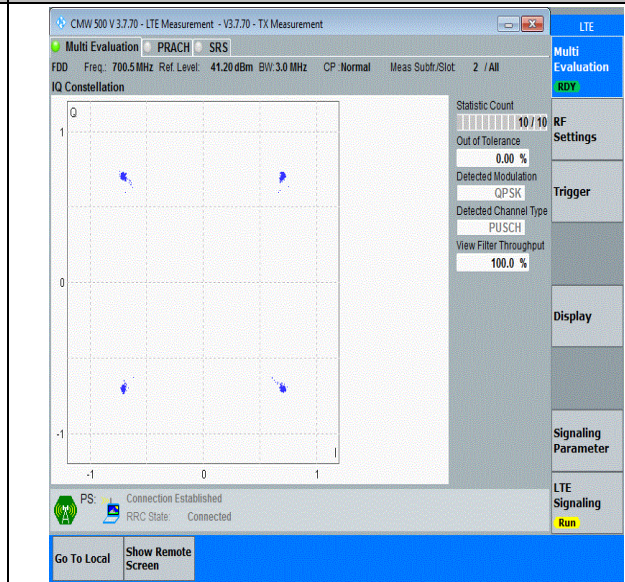 CMW 500 V 3.7.70 - LTE Measurement - V3.7.70 - TX Measurement
LTE
Multi Evaluation PRACH SRS
FDD Freq.: 700.5 MHz Ref. Level: 41.20 dBm BW: 3.0 MHz CP :Normal Meas Subfr./Slot: 2 / All
IQ Constellation
Q
1
0
-1
I
-1 0 1
Statistic Count
10 / 10
Out of Tolerance
0.00 %
Detected Modulation
QPSK
Detected Channel Type
PUSCH
View Filter Throughput
100.0 %
Multi
Evaluation
RDY
RF
Settings
Trigger
Display
Signaling
Parameter
LTE
Signaling
Run
PS: Connection Established
RRC State: Connected
Go To Local
Show Remote
Screen